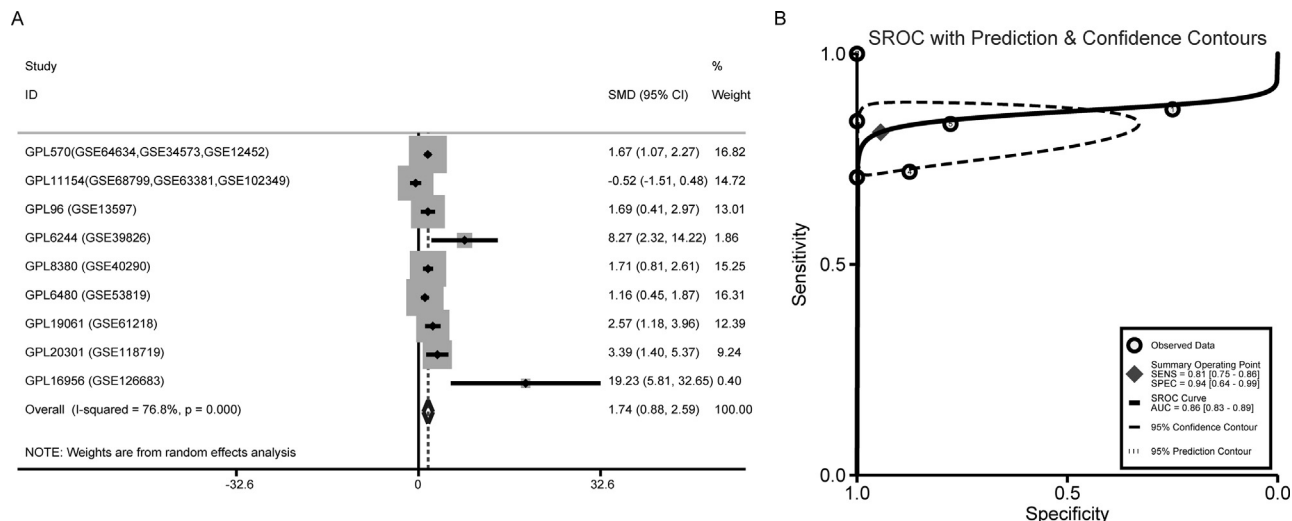 A
Study %
ID SMD (95% CI) Weight
GPL570(GSE64634,GSE34573,GSE12452) 1.67 (1.07, 2.27) 16.82
GPL11154(GSE68799,GSE63381,GSE102349) -0.52 (-1.51, 0.48) 14.72
GPL96 (GSE13597) 1.69 (0.41, 2.97) 13.01
GPL6244 (GSE39826) 8.27 (2.32, 14.22) 1.86
GPL8380 (GSE40290) 1.71 (0.81, 2.61) 15.25
GPL6480 (GSE53819) 1.16 (0.45, 1.87) 16.31
GPL19061 (GSE61218) 2.57 (1.18, 3.96) 12.39
GPL20301 (GSE118719) 3.39 (1.40, 5.37) 9.24
GPL16956 (GSE126683) 19.23 (5.81, 32.65) 0.40
Overall (I-squared = 76.8%, p = 0.000) 1.74 (0.88, 2.59) 100.00
NOTE: Weights are from random effects analysis
-32.6 0 32.6
B
SROC with Prediction & Confidence Contours
1.0
0.5
0.0
Sensitivity
Observed Data
Summary Operating Point
SENS = 0.81 [0.75 - 0.86]
SPEC = 0.94 [0.64 - 0.99]
SROC Curve
AUC = 0.86 [0.83 - 0.89]
95% Confidence Contour
95% Prediction Contour
1.0 0.5 0.0
Specificity